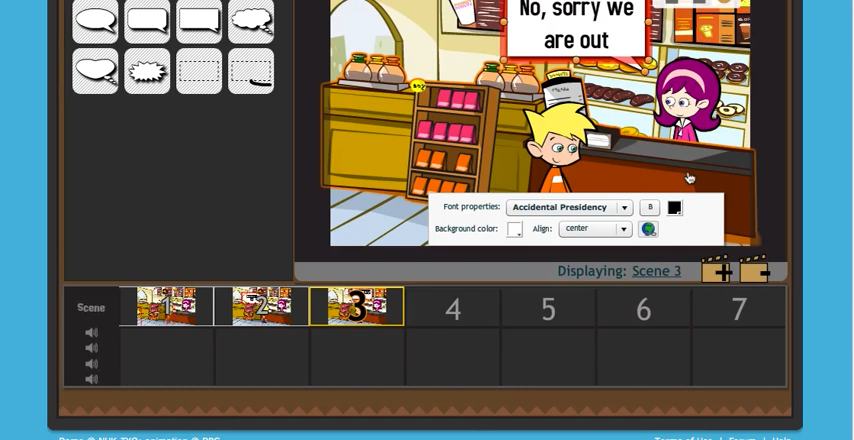 No, sorry we
are out
Font properties: Accidental Presidency B
Background color: Align: center
Displaying: Scene 3
Scene 1 2 3 4 5 6 7
Terms of Use | Forum | Help